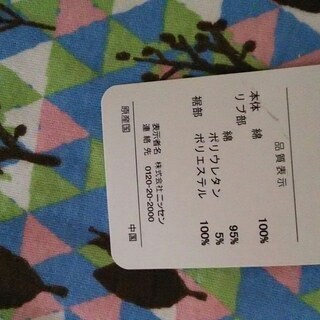 品質表示
本体 綿 100%
リブ部 綿 95%
ポリウレタン 5%
裾部 ポリエステル 100%
表示者名 株式会社ニッセン
連絡先 0120-20-2000
原産国 中国